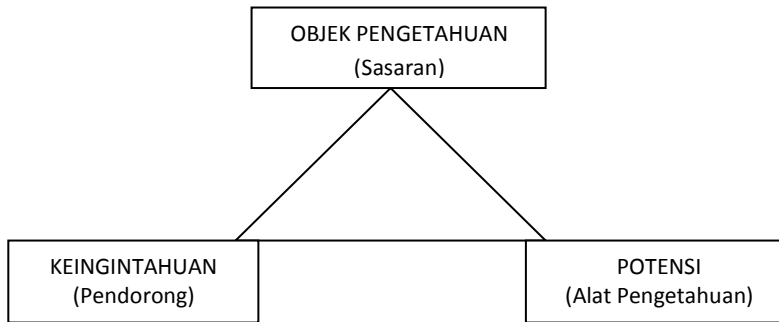 OBJEK PENGETAHUAN
(Sasaran)
KEINGINTAHUAN
(Pendorong)
POTENSI
(Alat Pengetahuan)